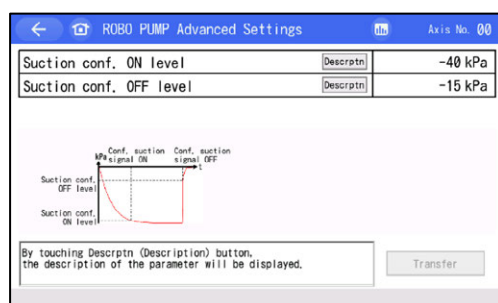 ROBO PUMP Advanced Settings Axis No. 00
Suction conf. ON level Descrptn -40 kPa
Suction conf. OFF level Descrptn -15 kPa
Conf. suction signal ON
Conf. suction signal OFF
kPa
t
Suction conf. OFF level
Suction conf. ON level
By touching Descrptn (Description) button,
the description of the parameter will be displayed.
Transfer